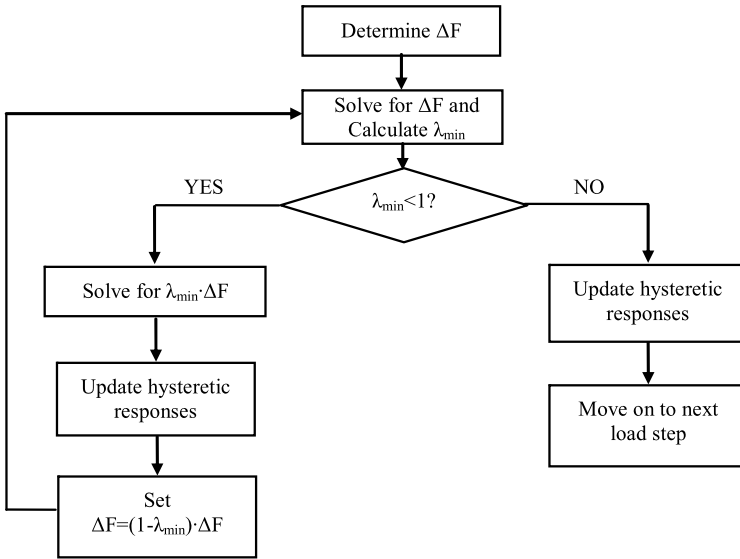 Determine ΔF
Solve for ΔF and
Calculate λmin
YES
λmin<1?
NO
Solve for λmin·ΔF
Update hysteretic
responses
Update hysteretic
responses
Move on to next
load step
Set
ΔF=(1-λmin)·ΔF